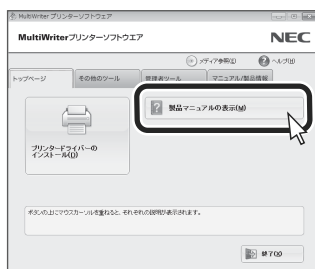 MultiWriter プリンターソフトウエア
MultiWriterプリンターソフトウエア NEC
メディア参照(E) ヘルプ(H)
トップページ その他のツール 管理者ツール マニュアル/製品情報
プリンタードライバーの
インストール(I)
製品マニュアルの表示(M)
ボタンの上にマウスカーソルを重ねると、それぞれの説明が表示されます。
終了(X)